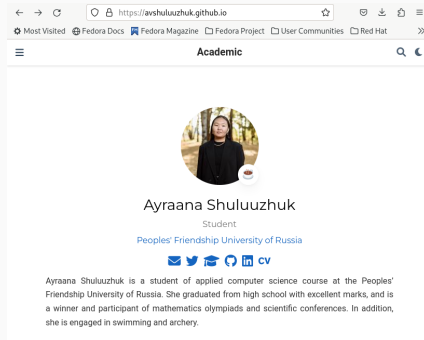 https://avshuluuzhuk.github.io
Most Visited Fedora Docs Fedora Magazine Fedora Project User Communities Red Hat
Academic
Ayraana Shuluuzhuk
Student
Peoples' Friendship University of Russia
CV
Ayraana Shuluuzhuk is a student of applied computer science course at the Peoples'
Friendship University of Russia. She graduated from high school with excellent marks, and is
a winner and participant of mathematics olympiads and scientific conferences. In addition,
she is engaged in swimming and archery.